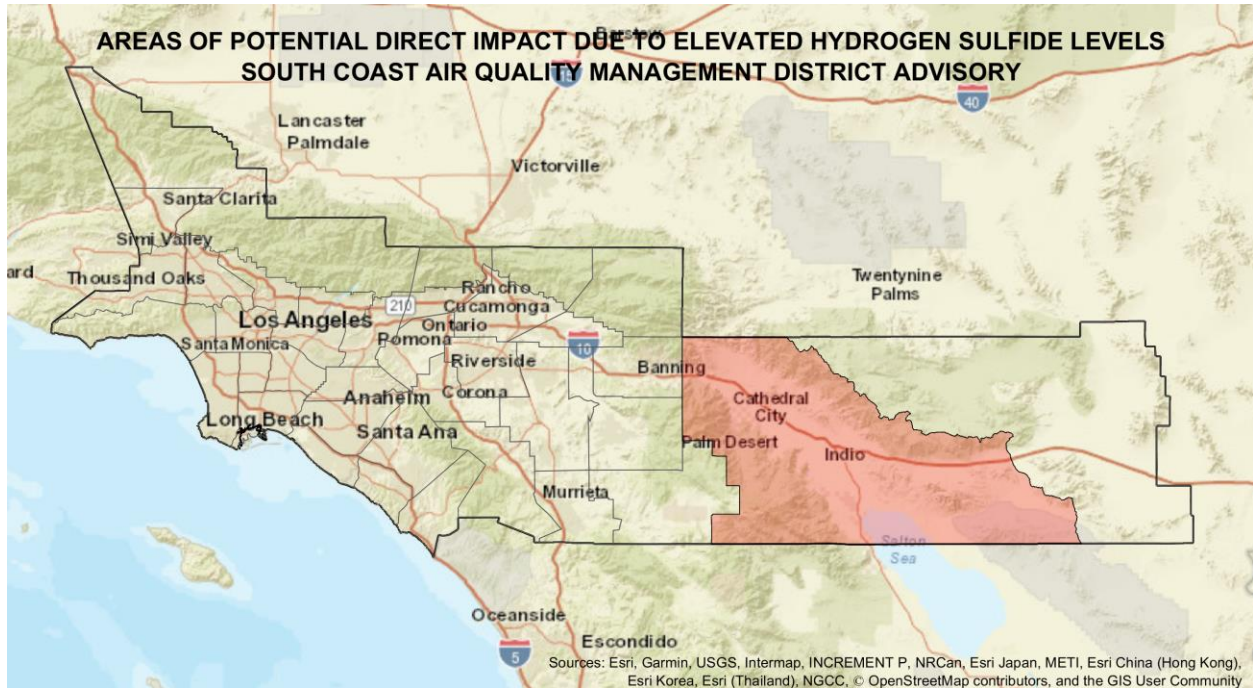 AREAS OF POTENTIAL DIRECT IMPACT DUE TO ELEVATED HYDROGEN SULFIDE LEVELS
SOUTH COAST AIR QUALITY MANAGEMENT DISTRICT ADVISORY
Barstow
15
40
Lancaster
Palmdale
Victorville
Santa Clarita
Simi Valley
ard
Thousand Oaks
Twentynine
Palms
210
Rancho
Cucamonga
Los Angeles
Ontario
Santa Monica
Pomona
10
Riverside
Banning
Anaheim
Corona
Cathedral
City
Long Beach
Santa Ana
Palm Desert
Indio
Murrieta
Salton
Sea
Oceanside
Escondido
5
Sources: Esri, Garmin, USGS, Intermap, INCREMENT P, NRCan, Esri Japan, METI, Esri China (Hong Kong),
Esri Korea, Esri (Thailand), NGCC, © OpenStreetMap contributors, and the GIS User Community